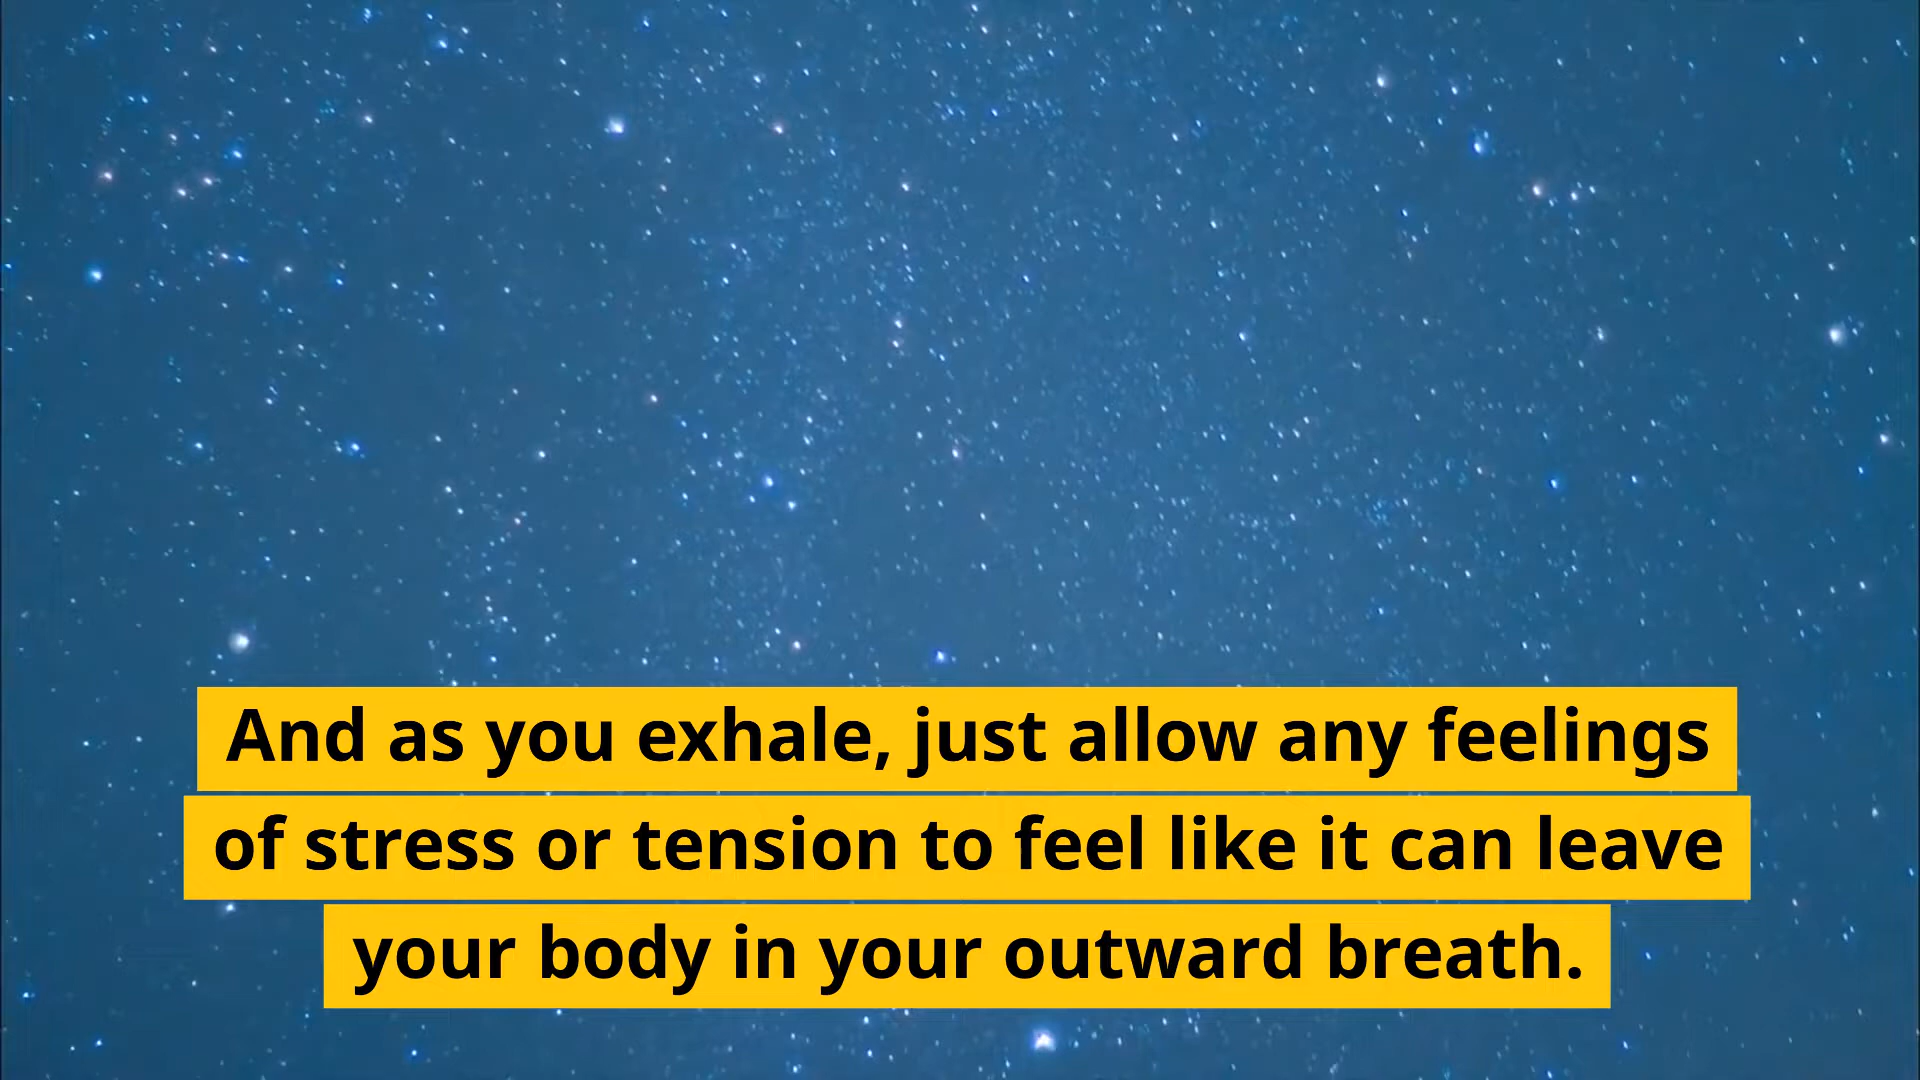 And as you exhale, just allow any feelings
of stress or tension to feel like it can leave
your body in your outward breath.